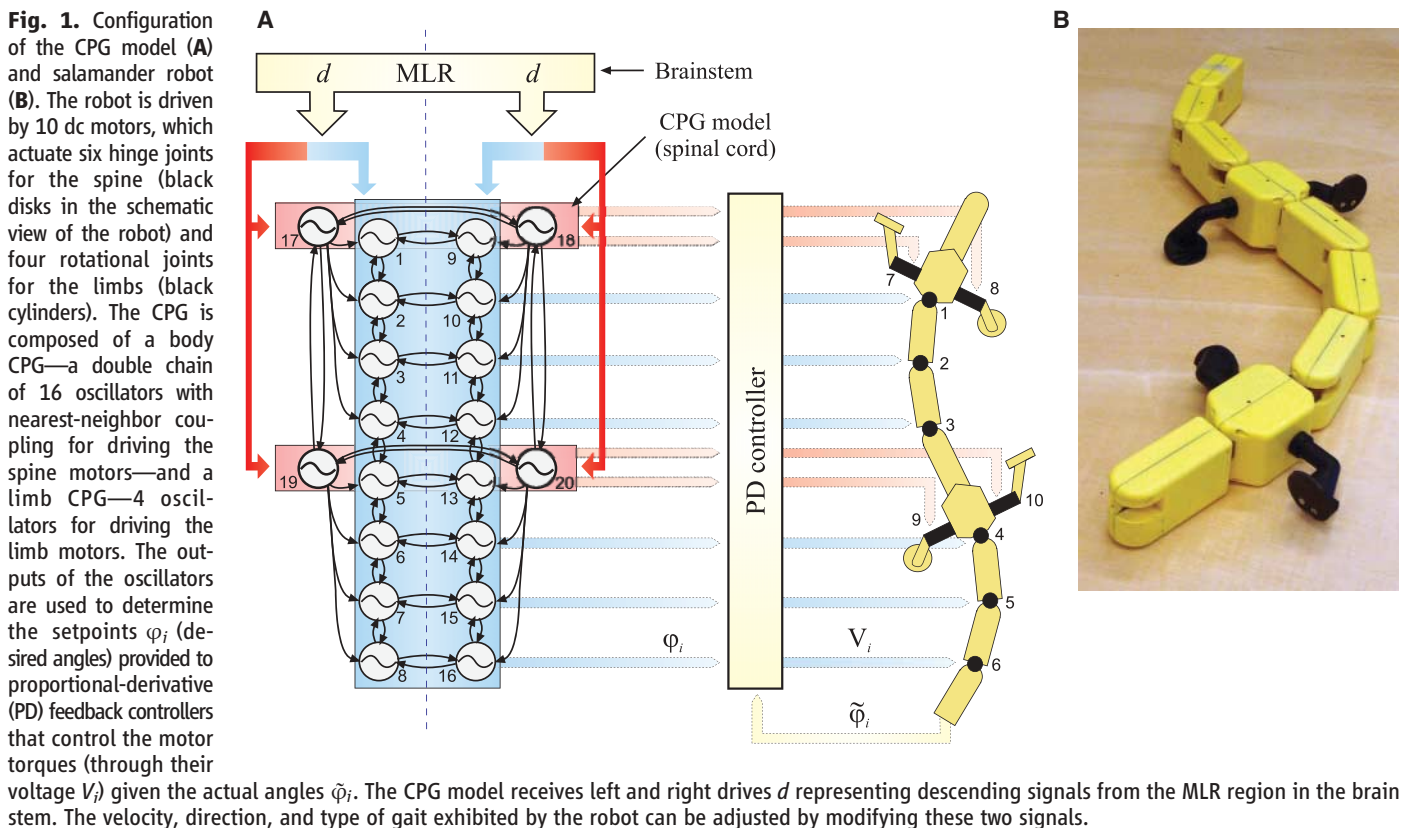 Fig. 1. Configuration
of the CPG model (A)
and salamander robot
(B). The robot is driven
by 10 dc motors, which
actuate six hinge joints
for the spine (black
disks in the schematic
view of the robot) and
four rotational joints
for the limbs (black
cylinders). The CPG is
composed of a body
CPG—a double chain
of 16 oscillators with
nearest-neighbor cou-
pling for driving the
spine motors—and a
limb CPG—4 oscil-
lators for driving the
limb motors. The out-
puts of the oscillators
are used to determine
the setpoints φi (de-
sired angles) provided to
proportional-derivative
(PD) feedback controllers
that control the motor
torques (through their
voltage Vi) given the actual angles φ̃i. The CPG model receives left and right drives d representing descending signals from the MLR region in the brain
stem. The velocity, direction, and type of gait exhibited by the robot can be adjusted by modifying these two signals.
A
d MLR d
Brainstem
CPG model
(spinal cord)
17
18
1
9
2
10
3
11
4
12
19
20
5
13
6
14
7
15
8
16
φi
PD controller
Vi
φ̃i
7
8
1
2
3
9
10
4
5
6
B